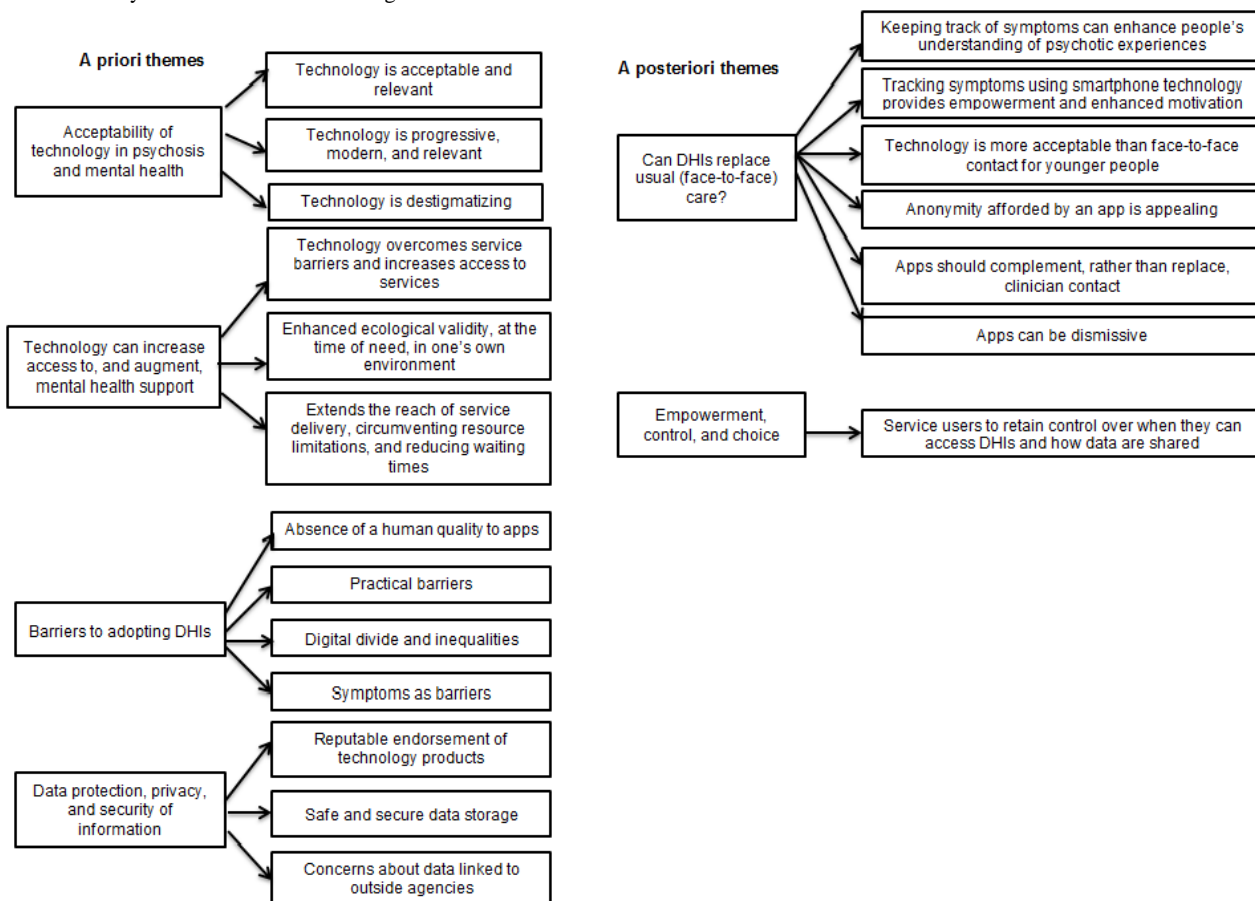 A priori themes
Acceptability of
technology in psychosis
and mental health
Technology is acceptable and
relevant
Technology is progressive,
modern, and relevant
Technology is destigmatizing
Technology can increase
access to, and augment,
mental health support
Technology overcomes service
barriers and increases access to
services
Enhanced ecological validity, at the
time of need, in one's own
environment
Extends the reach of service
delivery, circumventing resource
limitations, and reducing waiting
times
Barriers to adopting DHIs
Absence of a human quality to apps
Practical barriers
Digital divide and inequalities
Symptoms as barriers
Data protection, privacy,
and security of
information
Reputable endorsement of
technology products
Safe and secure data storage
Concerns about data linked to
outside agencies
A posteriori themes
Can DHIs replace
usual (face-to-face)
care?
Keeping track of symptoms can enhance people's
understanding of psychotic experiences
Tracking symptoms using smartphone technology
provides empowerment and enhanced motivation
Technology is more acceptable than face-to-face
contact for younger people
Anonymity afforded by an app is appealing
Apps should complement, rather than replace,
clinician contact
Apps can be dismissive
Empowerment,
control, and choice
Service users to retain control over when they can
access DHIs and how data are shared